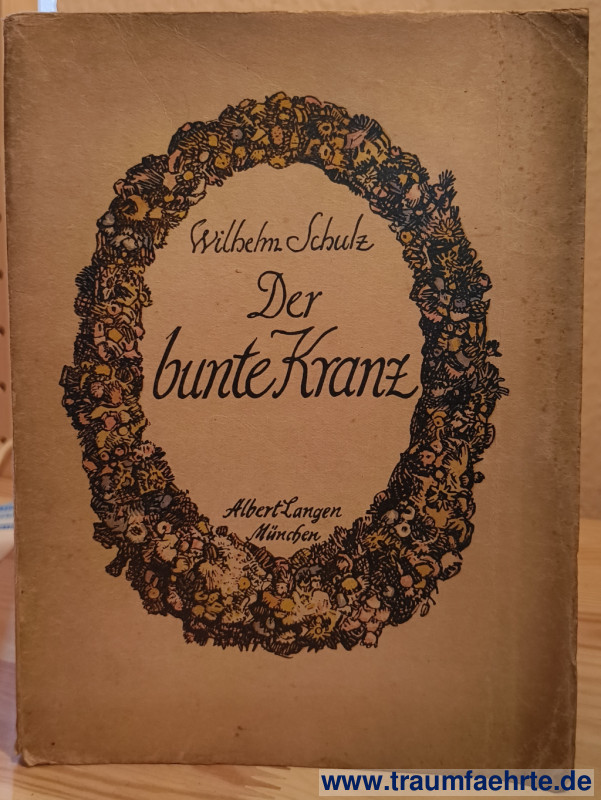 Wilhelm Schulz
Der
bunte Kranz
Albert Langen
München
www.traumfaehrte.de